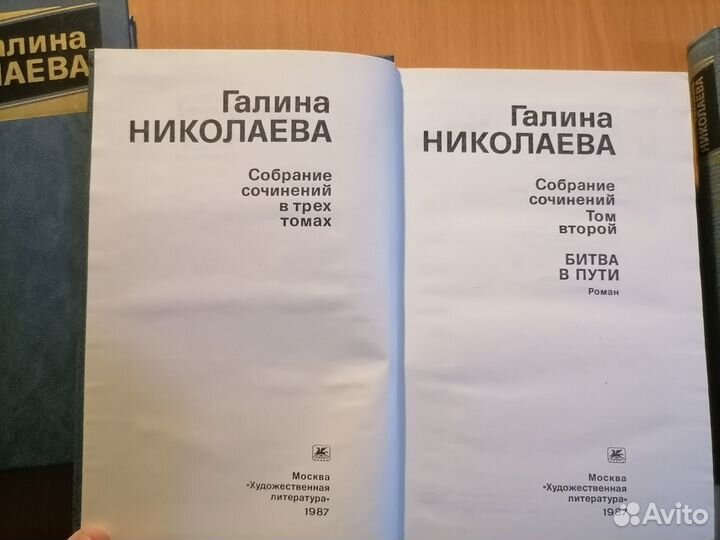 Галина
НИКОЛАЕВА
Собрание
сочинений
в трех
томах
Москва
«Художественная
литература»
1987
Галина
НИКОЛАЕВА
Собрание
сочинений
Том
второй
БИТВА
В ПУТИ
Роман
Москва
«Художественная
литература»
1987
алина
ЛАЕВА
НИКОЛАЕВА
Avito